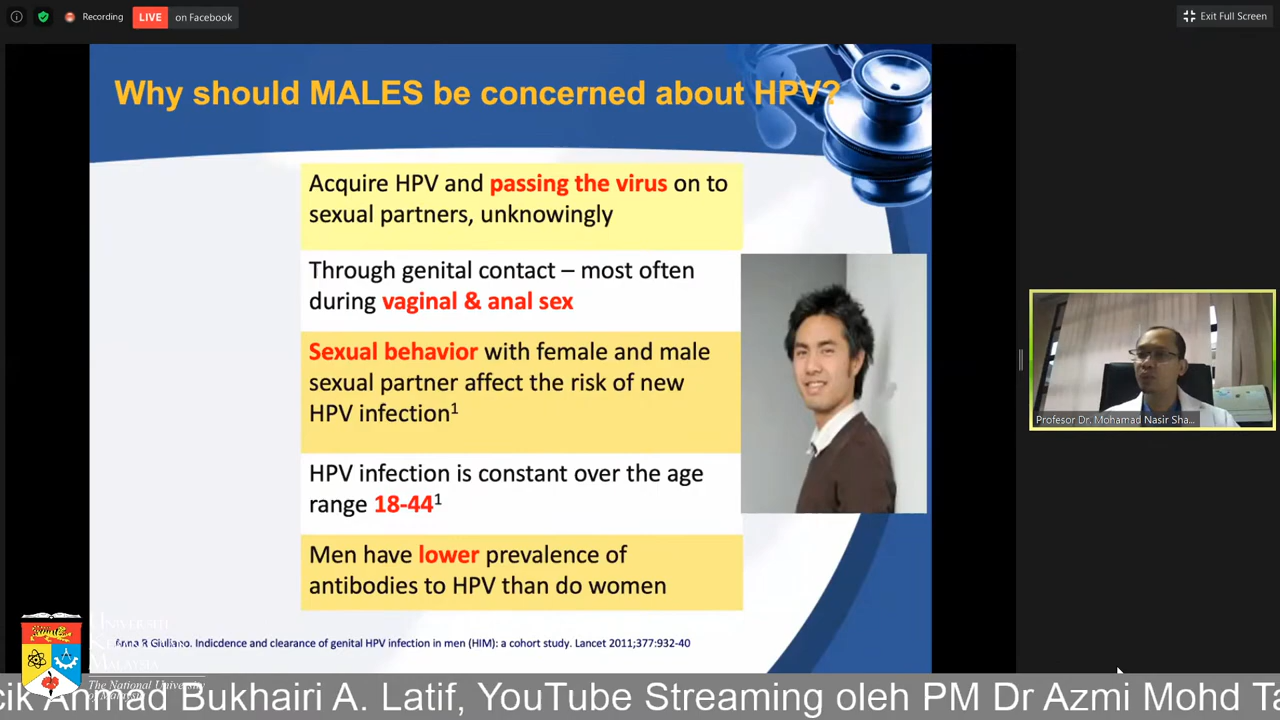 Recording
LIVE
on Facebook
Exit Full Screen
Why should MALES be concerned about HPV?
Acquire HPV and passing the virus on to
sexual partners, unknowingly
Through genital contact – most often
during vaginal & anal sex
Sexual behavior with female and male
sexual partner affect the risk of new
HPV infection¹
HPV infection is constant over the age
range 18-44¹
Men have lower prevalence of
antibodies to HPV than do women
Profesor Dr. Mohamad Nasir Sha...
Anna R Giuliano. Indicdence and clearance of genital HPV infection in men (HIM): a cohort study. Lancet 2011;377:932-40
Malaysia
The National University
of Malaysia
cik Ahmad Bukhairi A. Latif, YouTube Streaming oleh PM Dr Azmi Mohd Ta